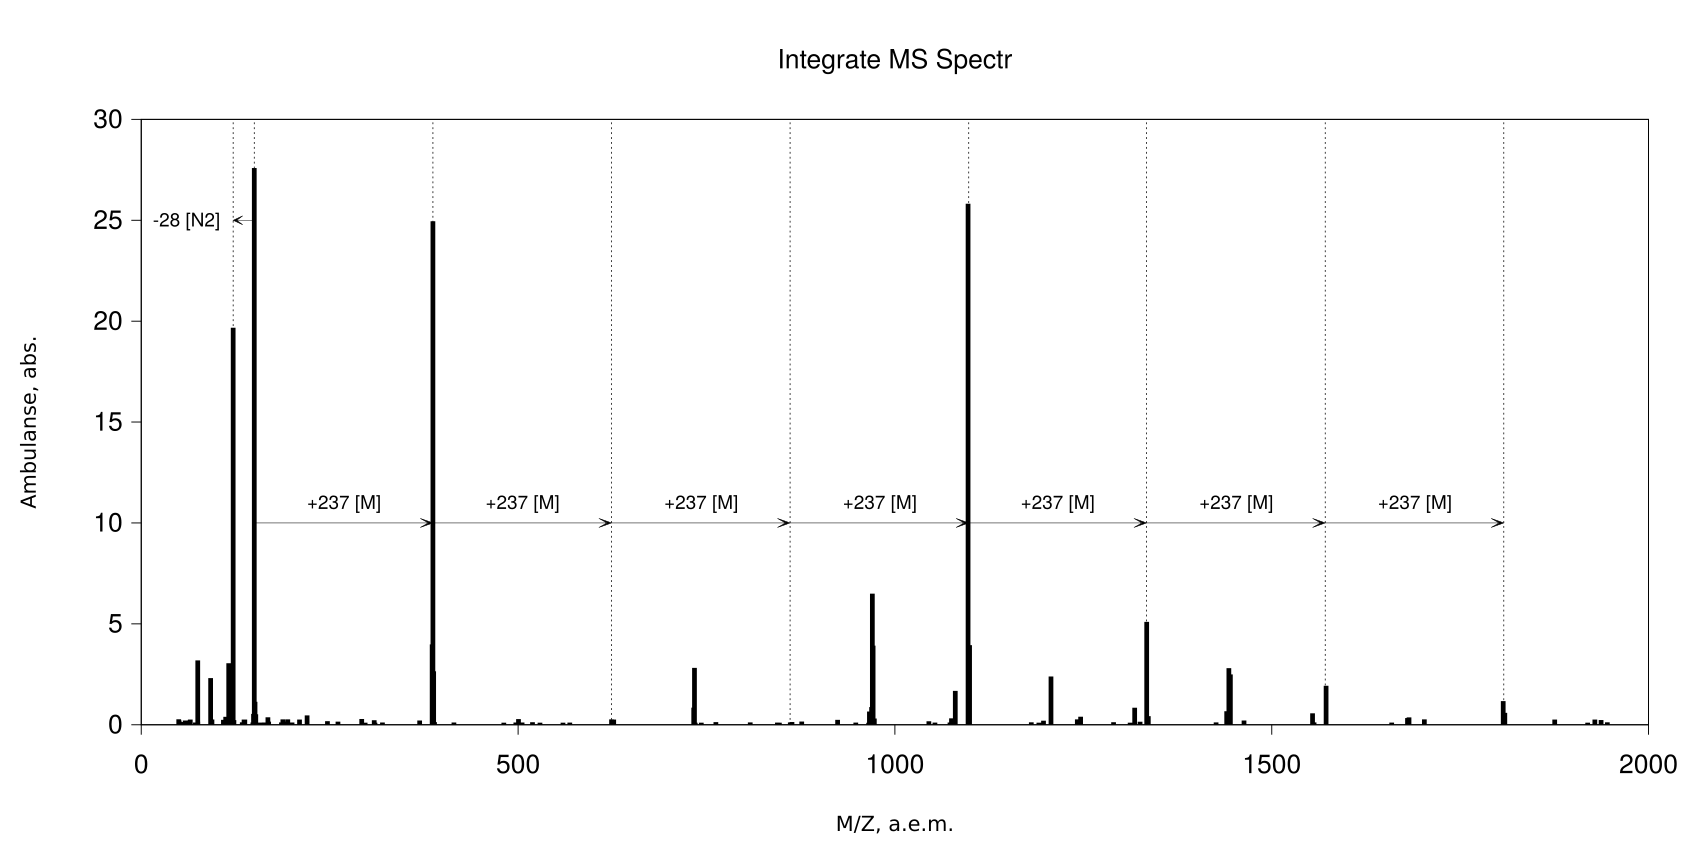 Integrate MS Spectr
30
25
20
15
10
5
0
Ambulanse, abs.
-28 [N2]
+237 [M] +237 [M] +237 [M] +237 [M] +237 [M] +237 [M] +237 [M]
0 500 1000 1500 2000
M/Z, a.e.m.